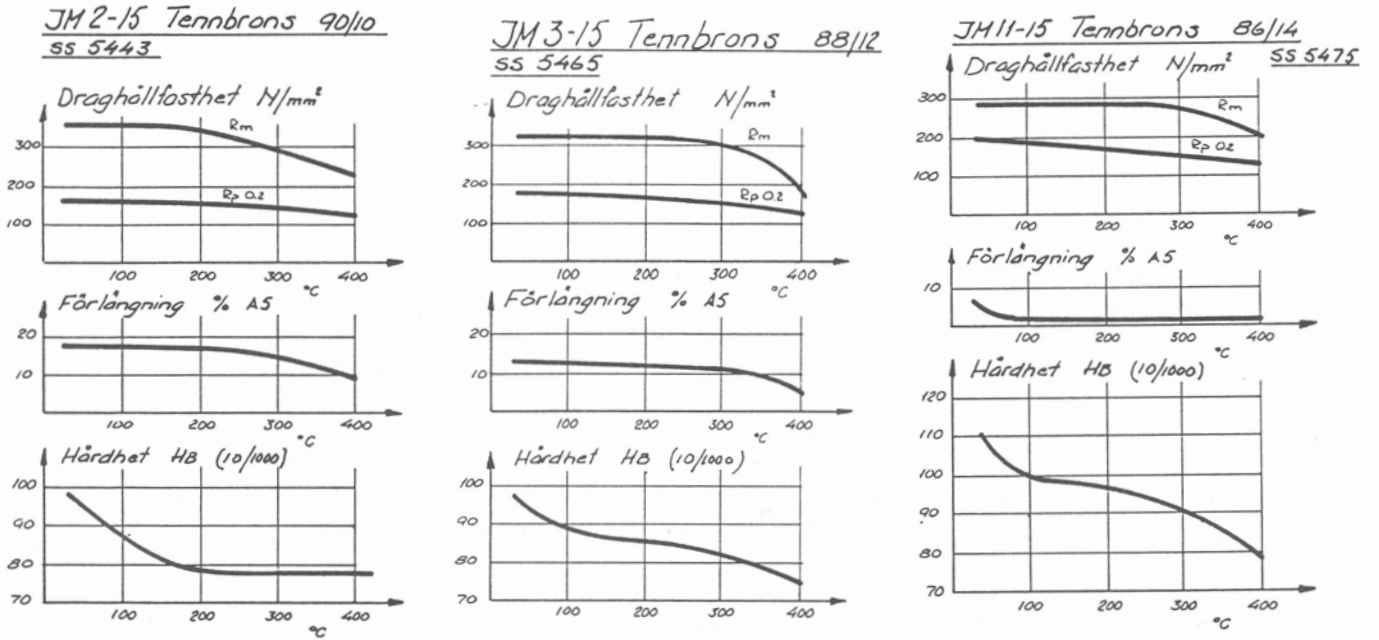 JM 2-15 Tennbrons 90/10
SS 5443
Draghållfasthet N/mm²
Rm
300
200
Rp 0.2
100
100 200 300 400
°C
Förlängning % A5
20
10
100 200 300 400
°C
Hårdhet HB (10/1000)
100
90
80
70
100 200 300 400
°C
JM 3-15 Tennbrons 88/12
SS 5465
Draghållfasthet N/mm²
Rm
300
200
Rp 0.2
100
100 200 300 400
°C
Förlängning % A5
20
10
100 200 300 400
°C
Hårdhet HB (10/1000)
100
90
80
70
100 200 300 400
°C
JM 11-15 Tennbrons 86/14
SS 5475
Draghållfasthet N/mm²
300
Rm
200
Rp 0.2
100
100 200 300 400
°C
Förlängning % A5
10
100 200 300 400
°C
Hårdhet HB (10/1000)
120
110
100
90
80
70
100 200 300 400
°C